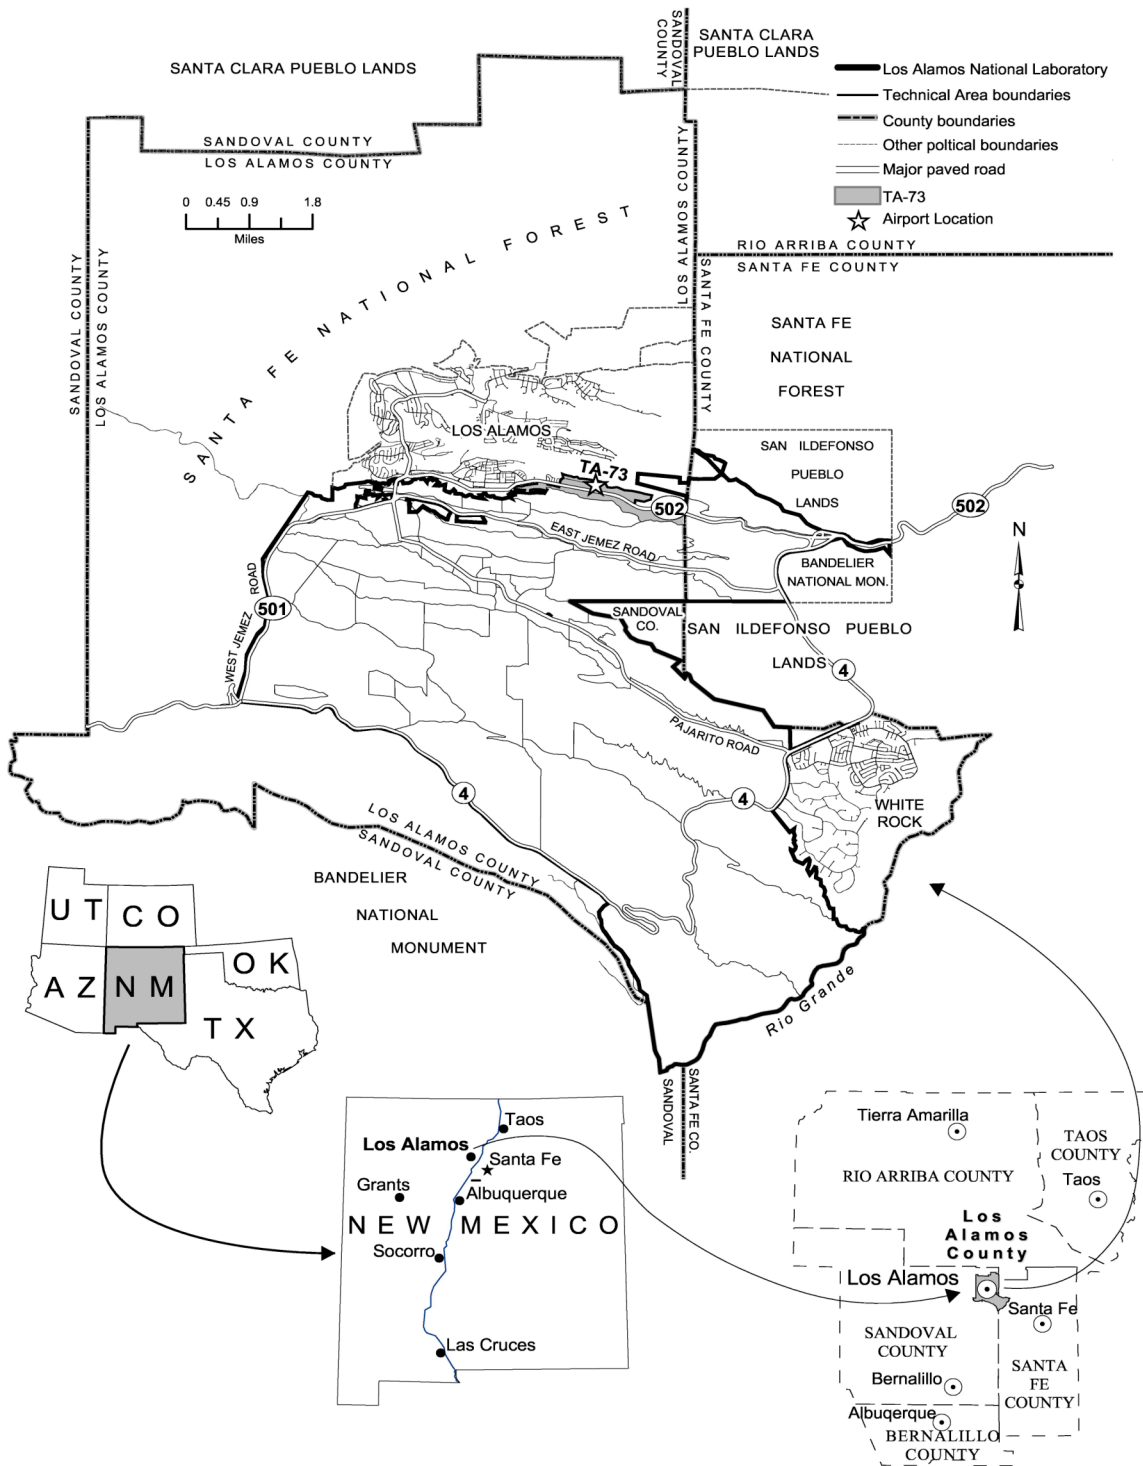 SANTA CLARA PUEBLO LANDS
SANDOVAL
COUNTY
SANTA CLARA
PUEBLO LANDS
Los Alamos National Laboratory
Technical Area boundaries
County boundaries
Other poltical boundaries
Major paved road
TA-73
Airport Location
SANDOVAL COUNTY
LOS ALAMOS COUNTY
0 0.45 0.9 1.8
Miles
SANDOVAL COUNTY
LOS ALAMOS COUNTY
SANTA FE NATIONAL FOREST
LOS ALAMOS COUNTY
SANTA FE COUNTY
RIO ARRIBA COUNTY
SANTA FE COUNTY
SANTA FE
NATIONAL
FOREST
LOS ALAMOS
SAN ILDEFONSO
PUEBLO
LANDS
TA-73
502
502
N
EAST JEMEZ ROAD
BANDELIER
NATIONAL MON.
WEST JEMEZ ROAD
501
SANDOVAL
CO.
SAN ILDEFONSO PUEBLO
LANDS
4
PAJARITO ROAD
4
4
WHITE
ROCK
LOS ALAMOS COUNTY
SANDOVAL COUNTY
BANDELIER
NATIONAL
MONUMENT
Rio Grande
SANDOVAL
SANTA FE CO.
UT
CO
AZ
NM
OK
TX
Taos
Los Alamos
Santa Fe
Grants
Albuquerque
NEW MEXICO
Socorro
Las Cruces
Tierra Amarilla
TAOS
COUNTY
RIO ARRIBA COUNTY
Taos
Los
Alamos
County
Los Alamos
Santa Fe
SANDOVAL
COUNTY
SANTA
FE
COUNTY
Bernalillo
Albuqerque
BERNALILLO
COUNTY